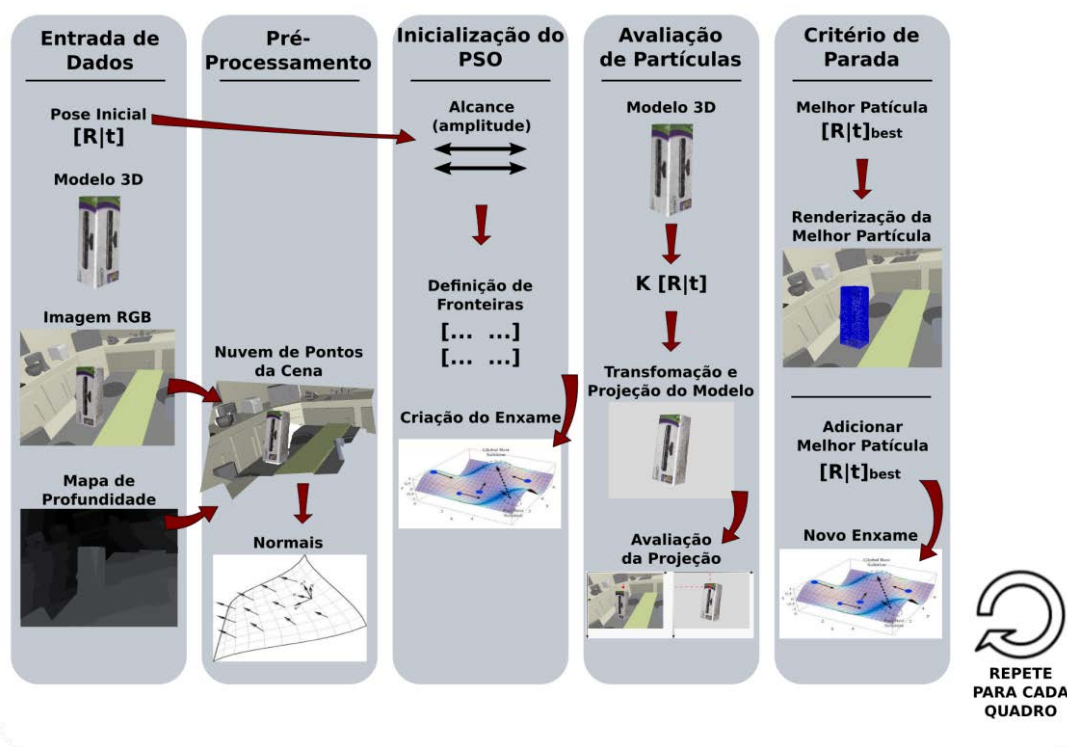 Entrada de
Dados
Pose Inicial
[R|t]
Modelo 3D
Imagem RGB
Mapa de
Profundidade
Pré-
Processamento
Nuvem de Pontos
da Cena
Normais
Inicialização do
PSO
Alcance
(amplitude)
Definição de
Fronteiras
[... ...]
[... ...]
Criação do Enxame
Avaliação
de Partículas
Modelo 3D
K [R|t]
Transfomação e
Projeção do Modelo
Avaliação
da Projeção
Critério de
Parada
Melhor Patícula
[R|t]best
Renderização da
Melhor Partícula
Adicionar
Melhor Patícula
[R|t]best
Novo Enxame
REPETE
PARA CADA
QUADRO